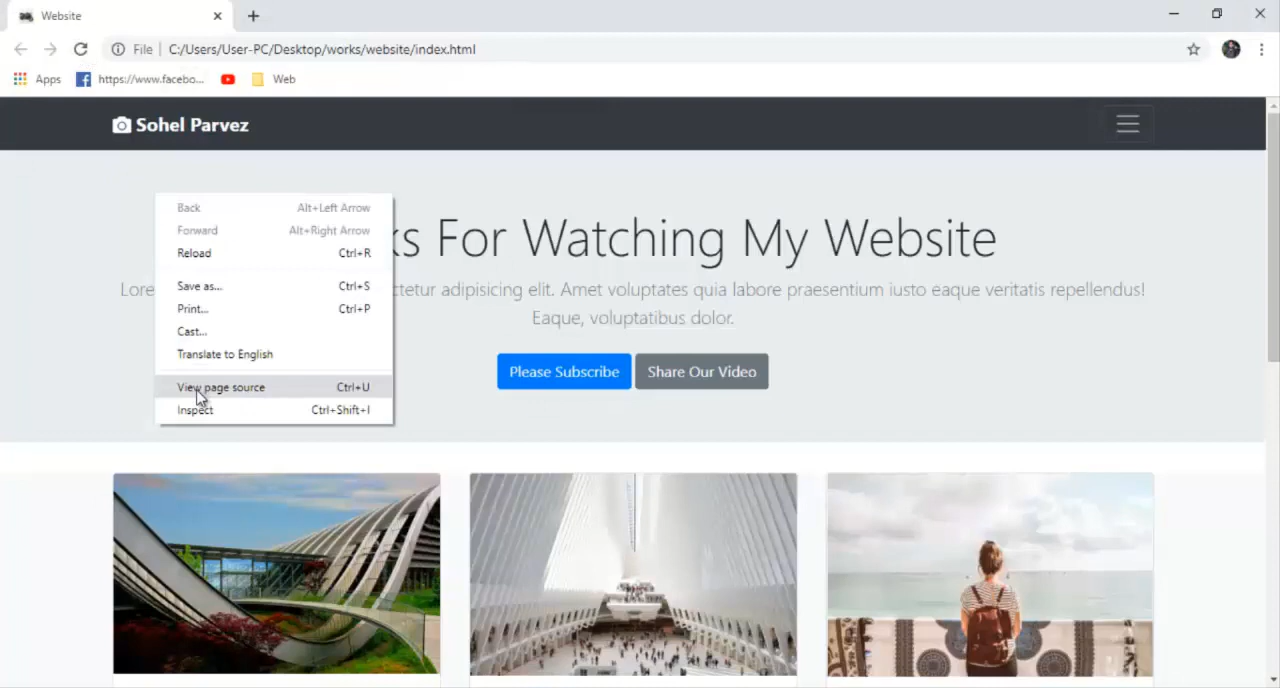 Website
File | C:/Users/User-PC/Desktop/works/website/index.html
Apps https://www.facebo... Web
Sohel Parvez
Back Alt+Left Arrow
Forward Alt+Right Arrow
Reload Ctrl+R
Save as... Ctrl+S
Print... Ctrl+P
Cast...
Translate to English
View page source Ctrl+U
Inspect Ctrl+Shift+I
ks For Watching My Website
Lore ctetur adipisicing elit. Amet voluptates quia labore praesentium iusto eaque veritatis repellendus!
Eaque, voluptatibus dolor.
Please Subscribe Share Our Video